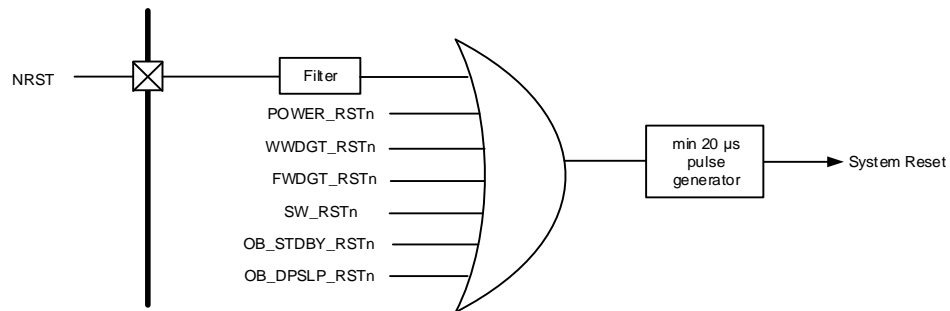 NRST
Filter
POWER_RSTn
WWDGT_RSTn
FWDGT_RSTn
SW_RSTn
OB_STDBY_RSTn
OB_DPSLP_RSTn
min 20 µs
pulse
generator
System Reset